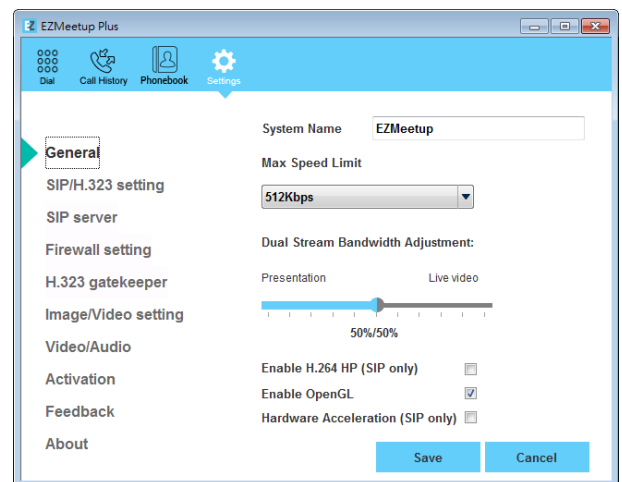 EZ EZMeetup Plus
Dial Call History Phonebook Settings
System Name EZMeetup
General
Max Speed Limit
SIP/H.323 setting
512Kbps
SIP server
Dual Stream Bandwidth Adjustment:
Firewall setting
H.323 gatekeeper
Presentation Live video
Image/Video setting
50%/50%
Video/Audio
Enable H.264 HP (SIP only)
Activation
Enable OpenGL
Feedback
Hardware Acceleration (SIP only)
About
Save Cancel